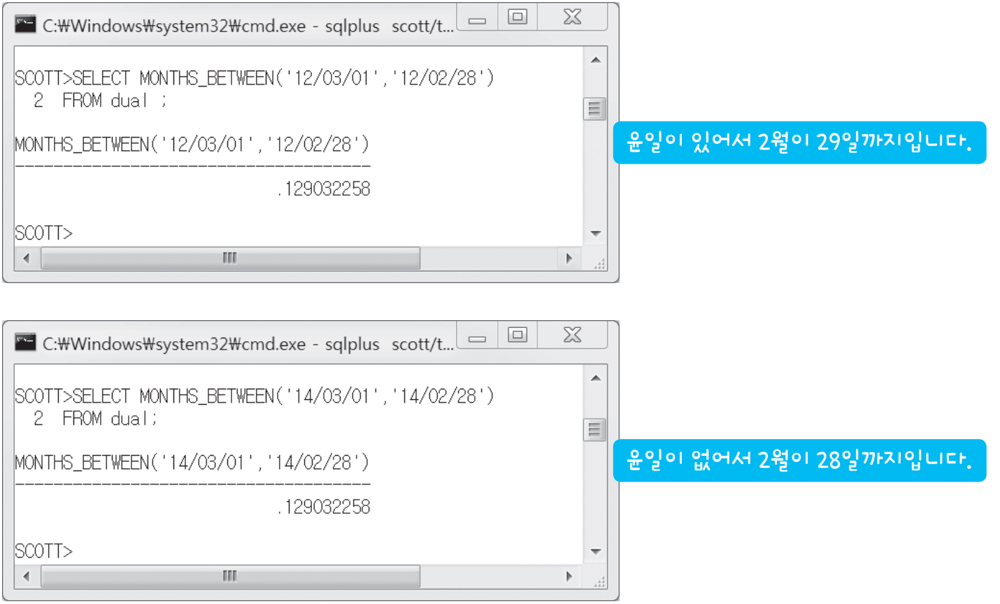 C:₩Windows₩system32₩cmd.exe - sqlplus  scott/t...
SCOTT>SELECT MONTHS_BETWEEN('12/03/01','12/02/28')
  2  FROM dual ;
MONTHS_BETWEEN('12/03/01','12/02/28')
-------------------------------------
.129032258
SCOTT>
윤일이 있어서 2월이 29일까지입니다.
C:₩Windows₩system32₩cmd.exe - sqlplus  scott/t...
SCOTT>SELECT MONTHS_BETWEEN('14/03/01','14/02/28')
  2  FROM dual;
MONTHS_BETWEEN('14/03/01','14/02/28')
-------------------------------------
.129032258
SCOTT>
윤일이 없어서 2월이 28일까지입니다.